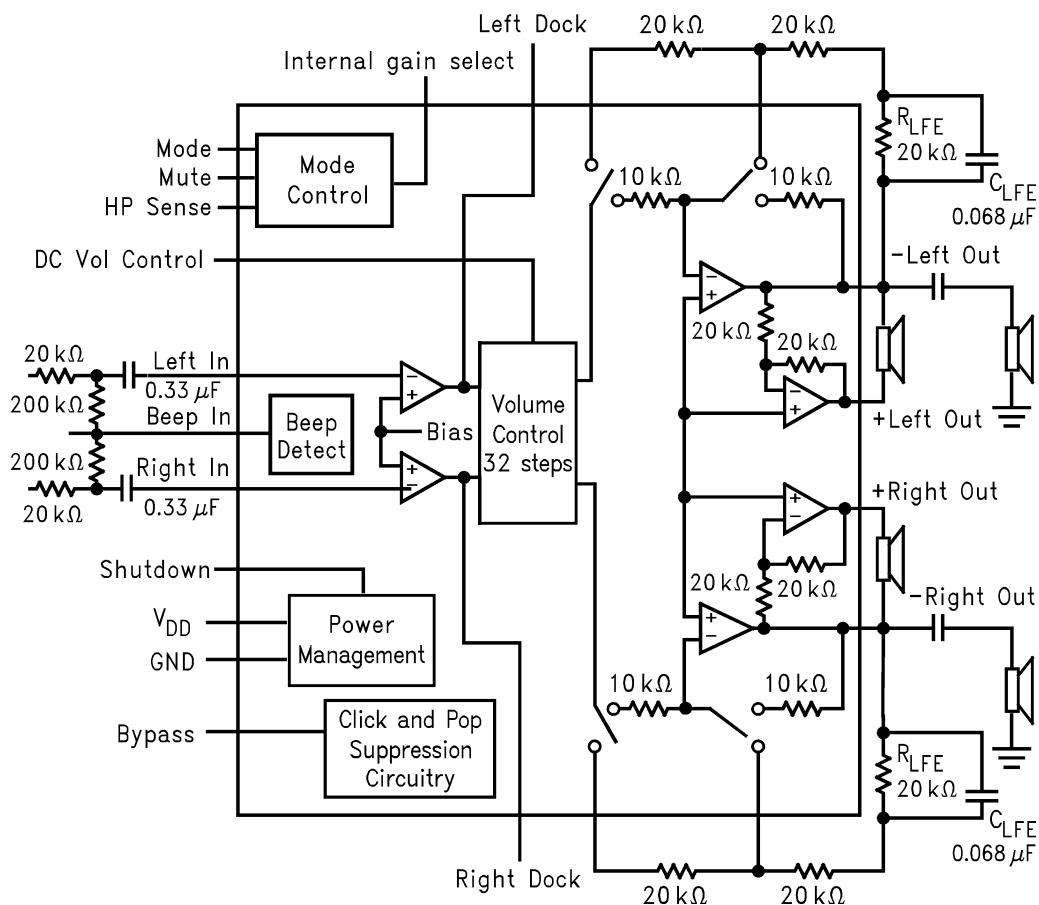 Left Dock
20 kΩ
20 kΩ
Internal gain select
R_LFE
20 kΩ
C_LFE
0.068 μF
Mode
Mute
HP Sense
Mode
Control
10 kΩ
10 kΩ
DC Vol Control
−Left Out
−
+
20 kΩ
20 kΩ
−
+
+Left Out
20 kΩ
Left In
0.33 μF
200 kΩ
Beep In
200 kΩ
Right In
20 kΩ
0.33 μF
Beep
Detect
−
+
Bias
+
−
Volume
Control
32 steps
+Right Out
+
−
20 kΩ
20 kΩ
+
−
−Right Out
Shutdown
V_DD
GND
Power
Management
10 kΩ
10 kΩ
Bypass
Click and Pop
Suppression
Circuitry
R_LFE
20 kΩ
C_LFE
0.068 μF
Right Dock
20 kΩ
20 kΩ